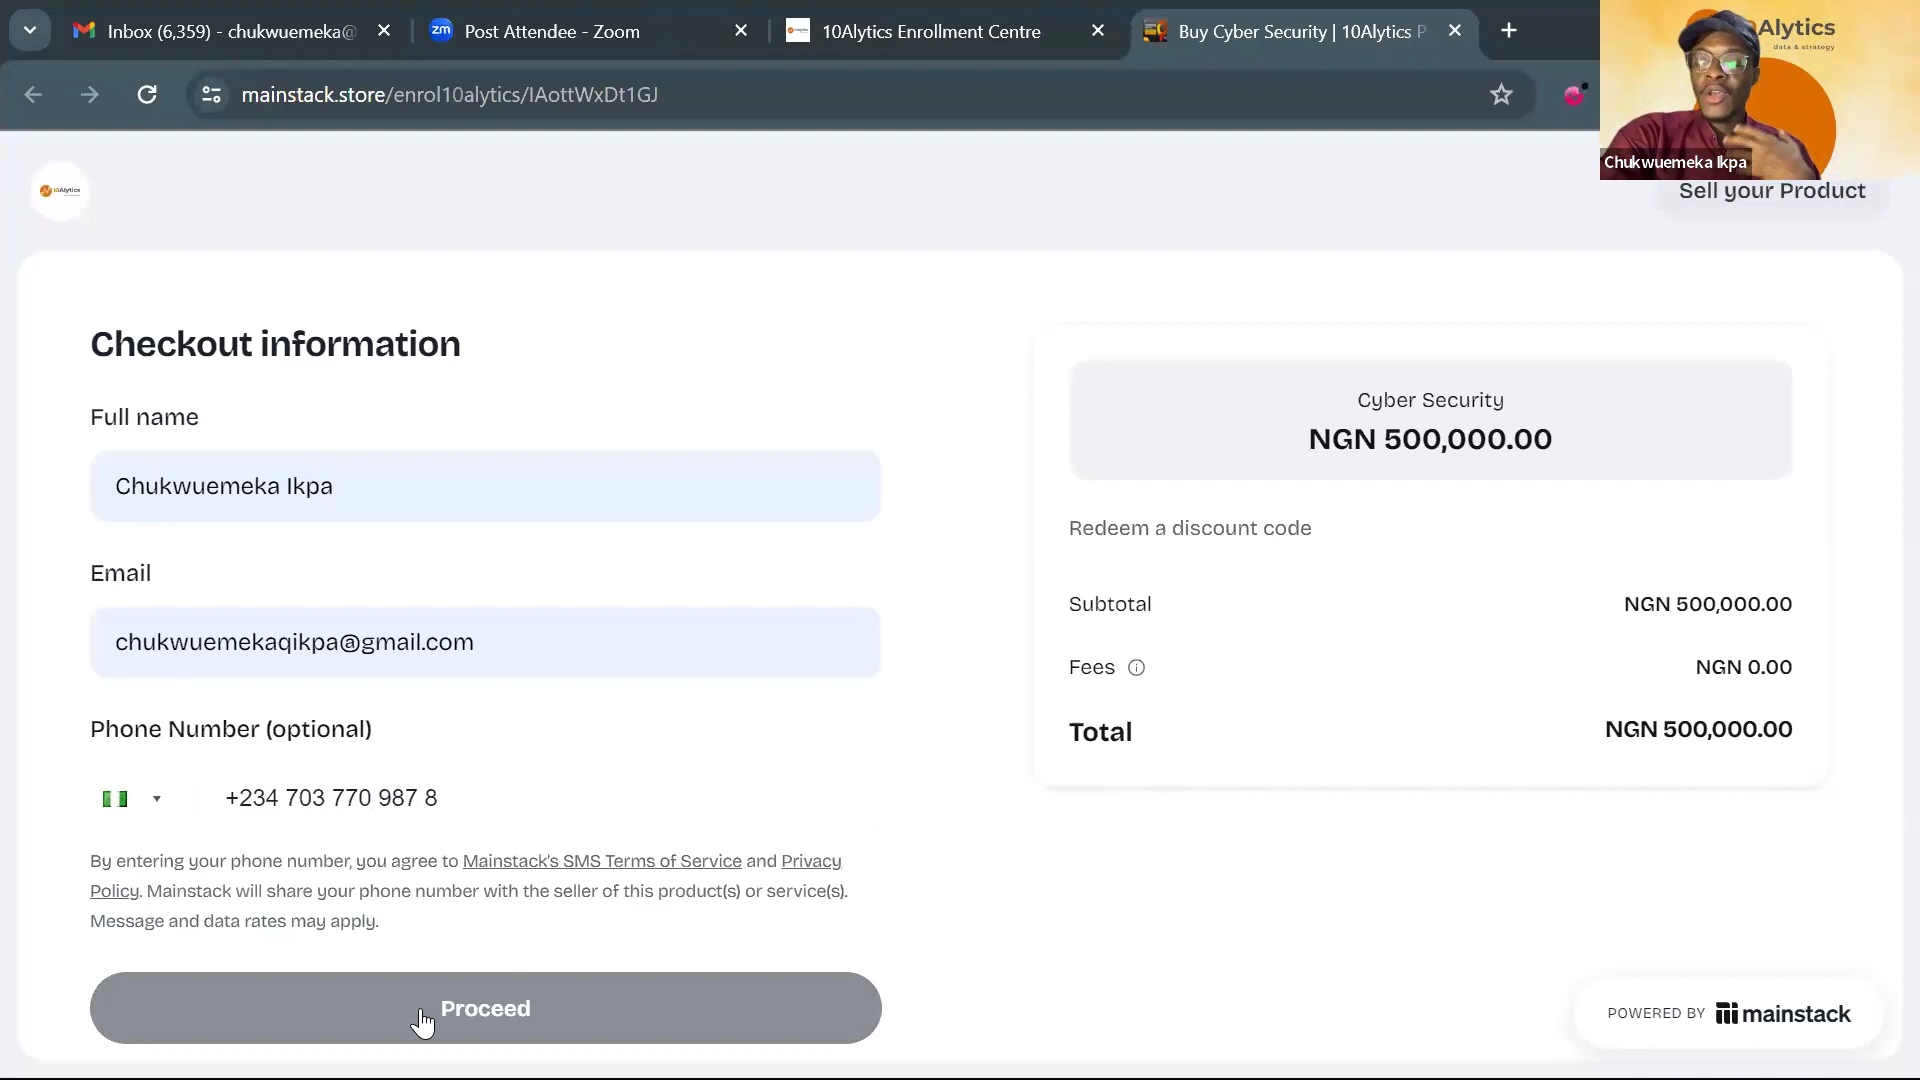 Inbox (6,359) - chukwuemeka@
Post Attendee - Zoom
10Alytics Enrollment Centre
Buy Cyber Security | 10Alytics P
mainstack.store/enrol10alytics/IAottWxDt1GJ
Alytics
data & strategy
Chukwuemeka Ikpa
10Alytics
Sell your Product
Checkout information
Full name
Chukwuemeka Ikpa
Email
chukwuemekaqikpa@gmail.com
Phone Number (optional)
+234 703 770 987 8
By entering your phone number, you agree to Mainstack's SMS Terms of Service and Privacy
Policy. Mainstack will share your phone number with the seller of this product(s) or service(s).
Message and data rates may apply.
Proceed
Cyber Security
NGN 500,000.00
Redeem a discount code
Subtotal NGN 500,000.00
Fees NGN 0.00
Total NGN 500,000.00
POWERED BY mainstack